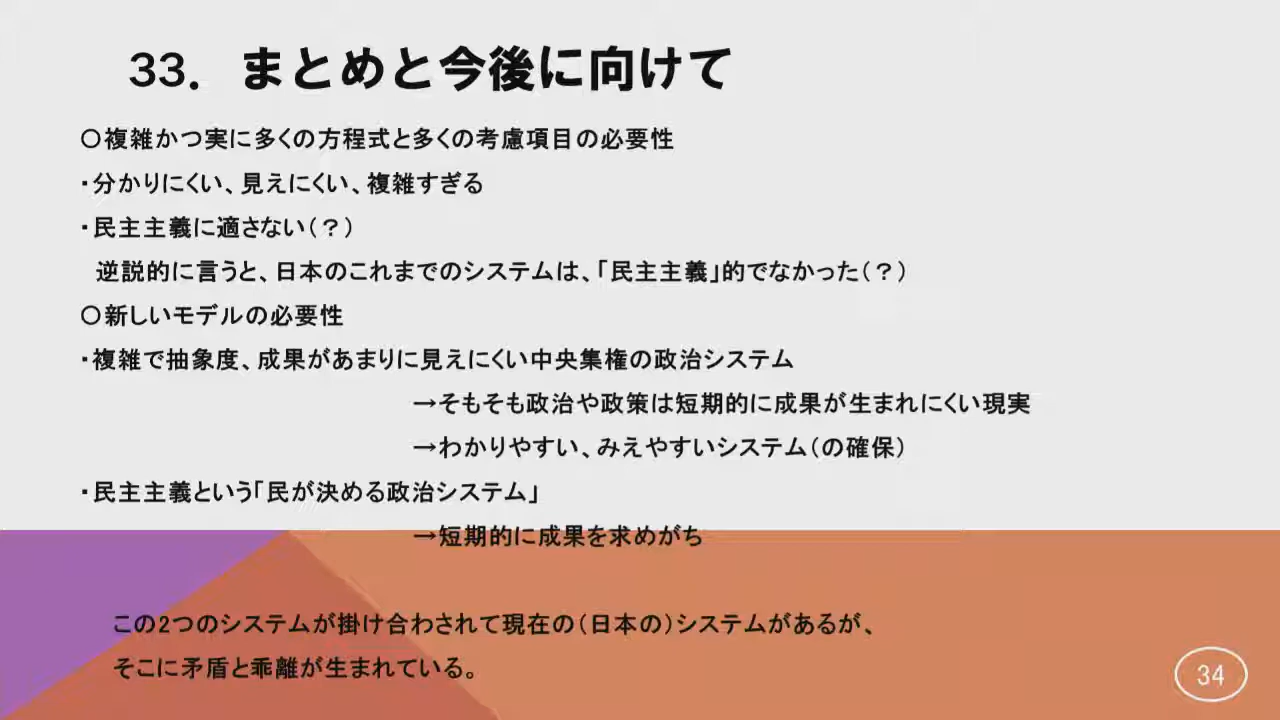 33．まとめと今後に向けて
〇複雑かつ実に多くの方程式と多くの考慮項目の必要性
・分かりにくい、見えにくい、複雑すぎる
・民主主義に適さない（？）
逆説的に言うと、日本のこれまでのシステムは、「民主主義」的でなかった（？）
〇新しいモデルの必要性
・複雑で抽象度、成果があまりに見えにくい中央集権の政治システム
→そもそも政治や政策は短期的に成果が生まれにくい現実
→わかりやすい、みえやすいシステム（の確保）
・民主主義という「民が決める政治システム」
→短期的に成果を求めがち
この2つのシステムが掛け合わされて現在の（日本の）システムがあるが、
そこに矛盾と乖離が生まれている。
34